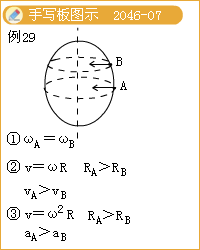 手写板图示 2046-07
例29
B
A
① ωA=ωB
② v=ωR RA>RB
vA>vB
③ v=ω²R RA>RB
aA>aB